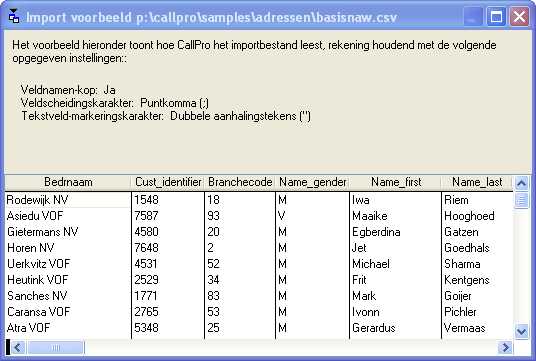 Import voorbeeld p:\callpro\samples\adressen\basisnaw.csv
Het voorbeeld hieronder toont hoe CallPro het importbestand leest, rekening houdend met de volgende
opgegeven instellingen::
Veldnamen-kop: Ja
Veldscheidingskarakter: Puntkomma (;)
Tekstveld-markeringskarakter: Dubbele aanhalingstekens (")
Bedrnaam Cust_identifier Branchecode Name_gender Name_first Name_last
Rodewijk NV 1548 18 M Iwa Riem
Asiedu VOF 7587 93 V Maaike Hooghoed
Gietermans NV 4580 20 M Egberdina Gatzen
Horen NV 7648 2 M Jet Goedhals
Uerkvitz VOF 4531 52 M Michael Sharma
Heutink VOF 2529 34 M Frit Kentgens
Sanches NV 1771 83 M Mark Goijer
Caransa VOF 2765 53 M Ivonn Pichler
Atra VOF 5348 25 M Gerardus Vermaas